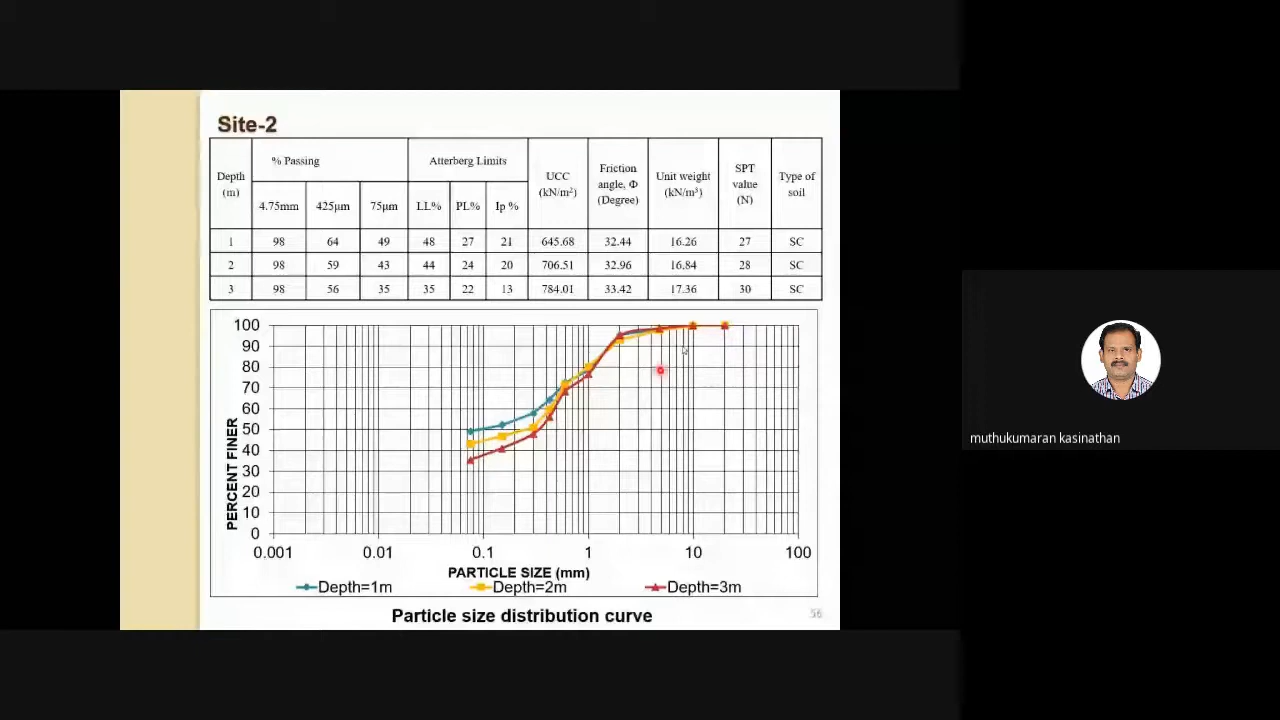 Site-2
Depth (m) % Passing Atterberg Limits UCC (kN/m²) Friction angle, Φ (Degree) Unit weight (kN/m³) SPT value (N) Type of soil
4.75mm 425μm 75μm LL% PL% Ip %
1 98 64 49 48 27 21 645.68 32.44 16.26 27 SC
2 98 59 43 44 24 20 706.51 32.96 16.84 28 SC
3 98 56 35 35 22 13 784.01 33.42 17.36 30 SC
PERCENT FINER
100
90
80
70
60
50
40
30
20
10
0
0.001 0.01 0.1 1 10 100
PARTICLE SIZE (mm)
Depth=1m Depth=2m Depth=3m
Particle size distribution curve
56
muthukumaran kasinathan